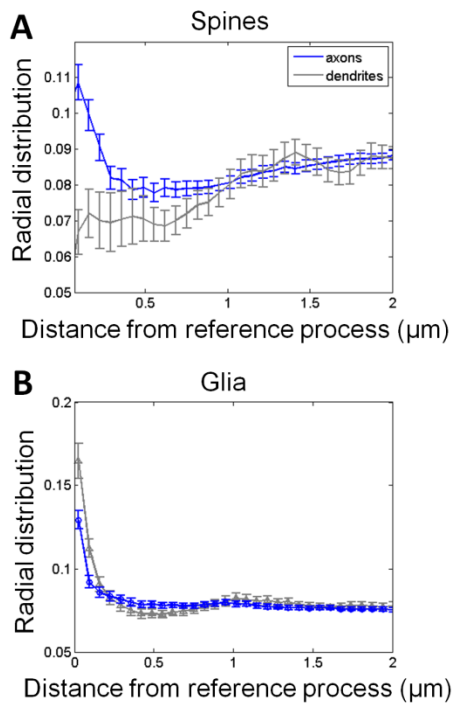 A
Spines
axons
dendrites
0.11
0.1
0.09
0.08
0.07
0.06
0.05
Radial distribution
0.5
1
1.5
2
Distance from reference process (µm)
B
Glia
0.2
0.15
0.1
0.05
Radial distribution
0
0.5
1
1.5
2
Distance from reference process (µm)